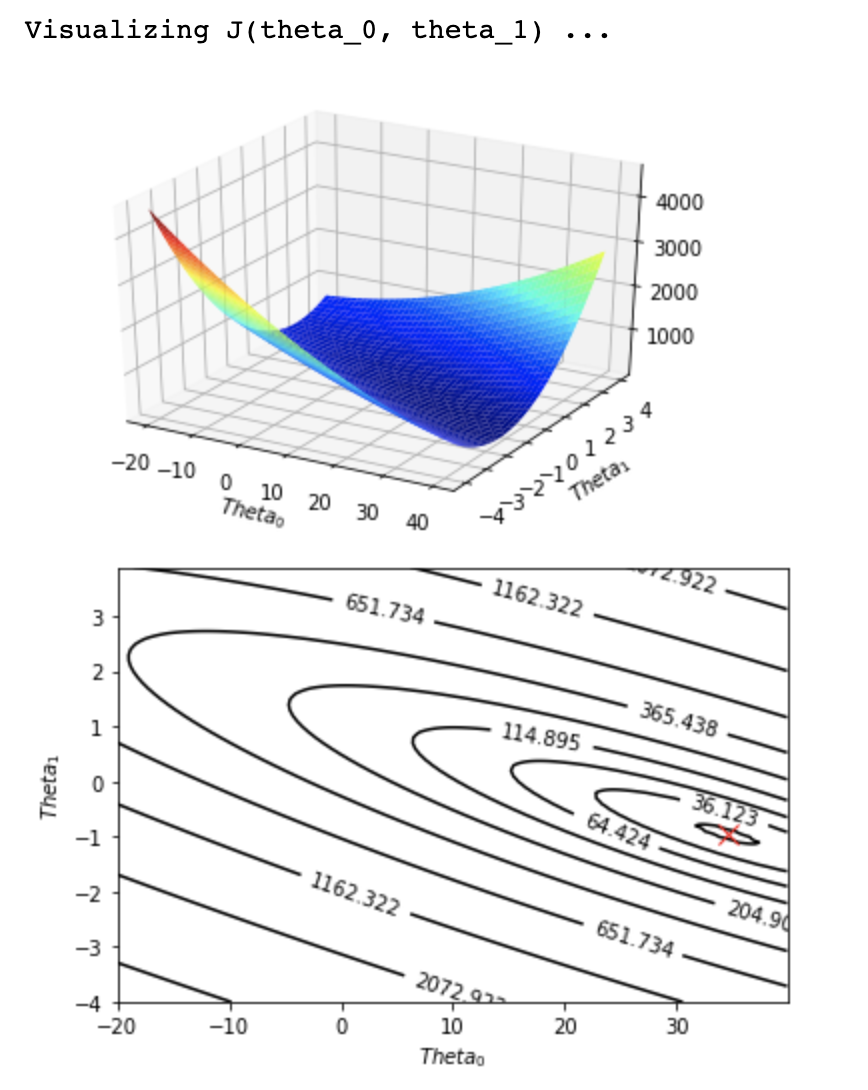 Visualizing J(theta_0, theta_1) ...
4000
3000
2000
1000
−20 −10 0 10 20 30 40
Theta₀
−4 −3 −2 −1 0 1 2 3 4
Theta₁
651.734
1162.322
365.438
114.895
36.123
64.424
204.90
1162.322
651.734
3
2
1
0
−1
−2
−3
−4
Theta₁
−20 −10 0 10 20 30
Theta₀